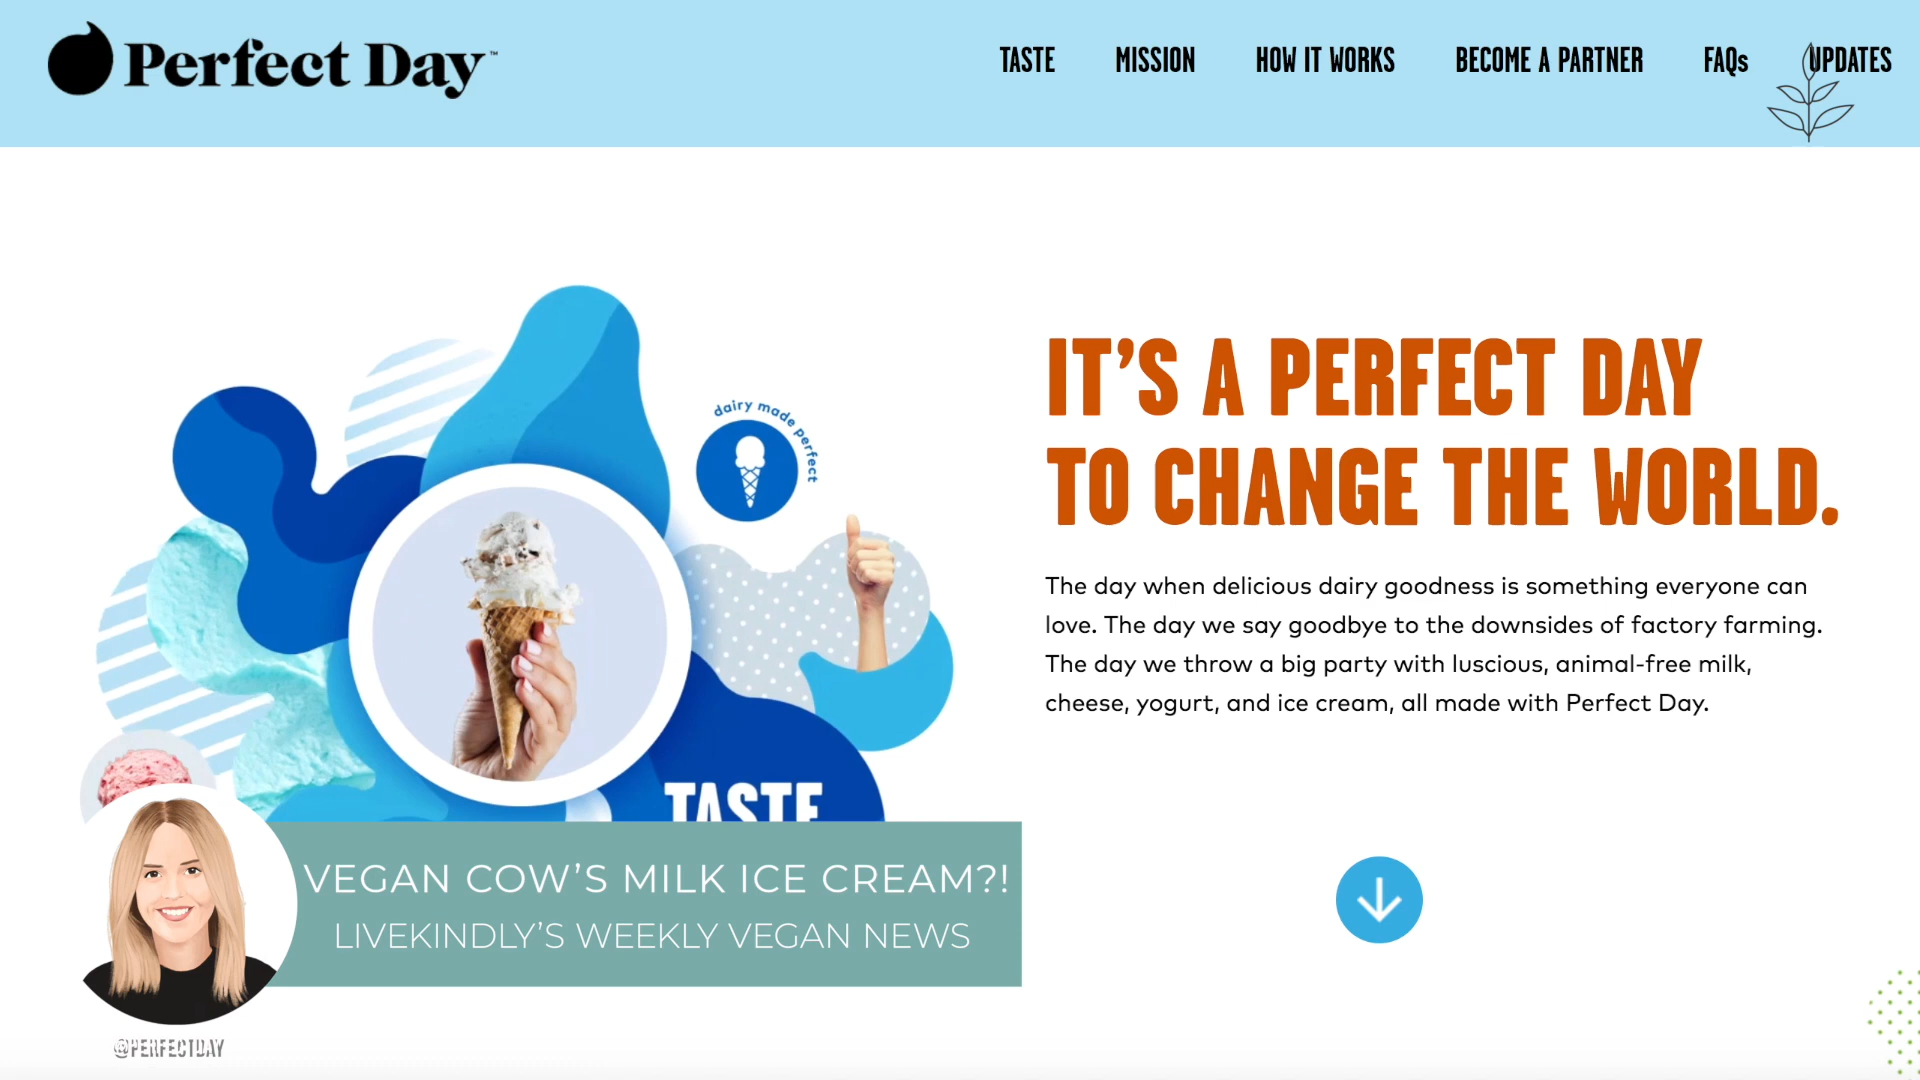 Perfect Day™
TASTE MISSION HOW IT WORKS BECOME A PARTNER FAQs UPDATES
dairy made perfect
IT’S A PERFECT DAY
TO CHANGE THE WORLD.
The day when delicious dairy goodness is something everyone can
love. The day we say goodbye to the downsides of factory farming.
The day we throw a big party with luscious, animal-free milk,
cheese, yogurt, and ice cream, all made with Perfect Day.
TASTE
VEGAN COW’S MILK ICE CREAM?!
LIVEKINDLY’S WEEKLY VEGAN NEWS
@PERFECTDAY